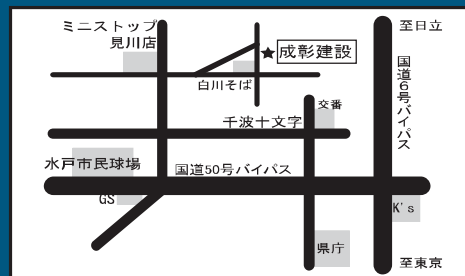 ミニストップ
見川店
★成彰建設
至日立
国道6号バイパス
白川そば
交番
千波十文字
水戸市民球場
国道50号バイパス
GS
K's
県庁
至東京